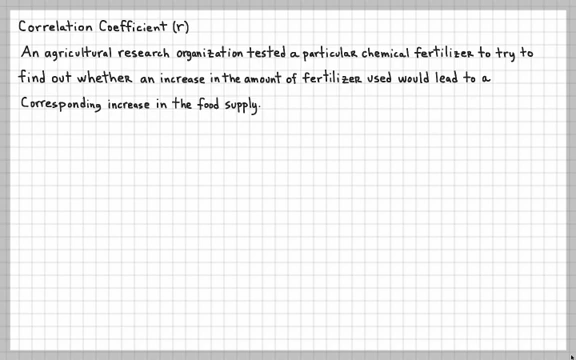 Correlation Coefficient (r)
An agricultural research organization tested a particular chemical fertilizer to try to
find out whether an increase in the amount of fertilizer used would lead to a
Corresponding increase in the food supply.